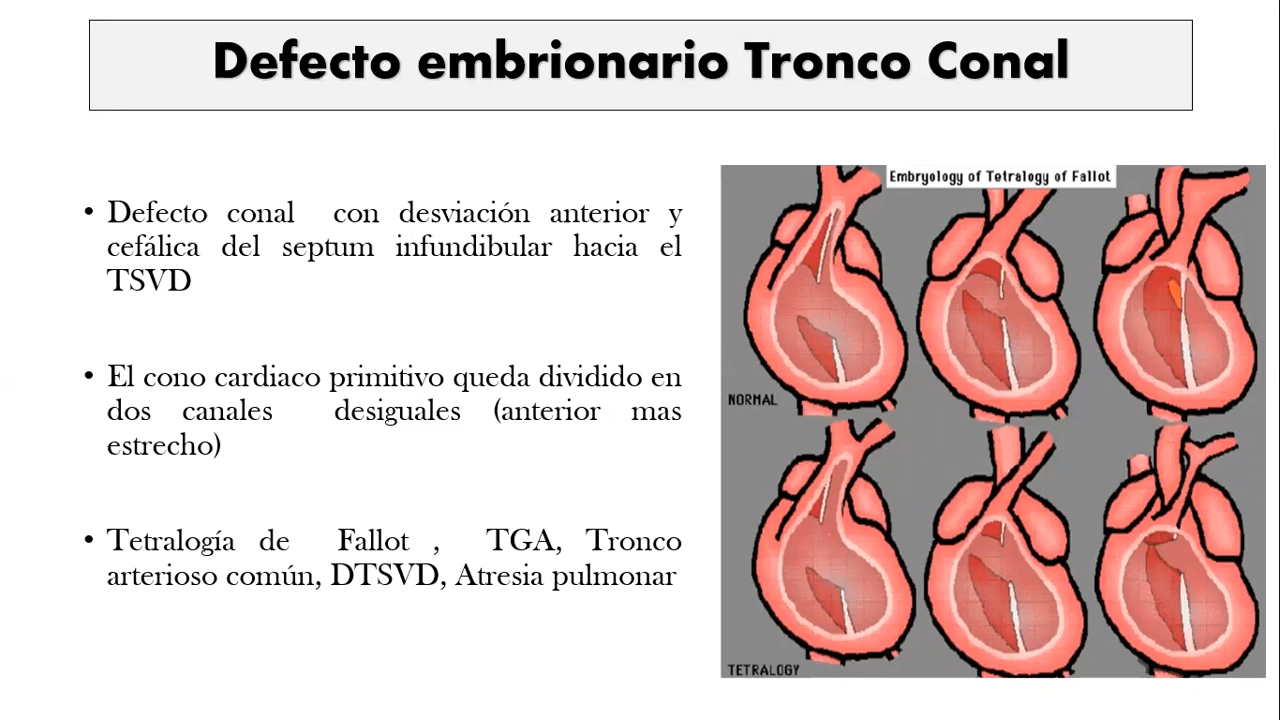 Defecto embrionario Tronco Conal
• Defecto conal con desviación anterior y
cefálica del septum infundibular hacia el
TSVD
• El cono cardiaco primitivo queda dividido en
dos canales desiguales (anterior mas
estrecho)
• Tetralogía de Fallot , TGA, Tronco
arterioso común, DTSVD, Atresia pulmonar
Embryology of Tetralogy of Fallot
NORMAL
TETRALOGY